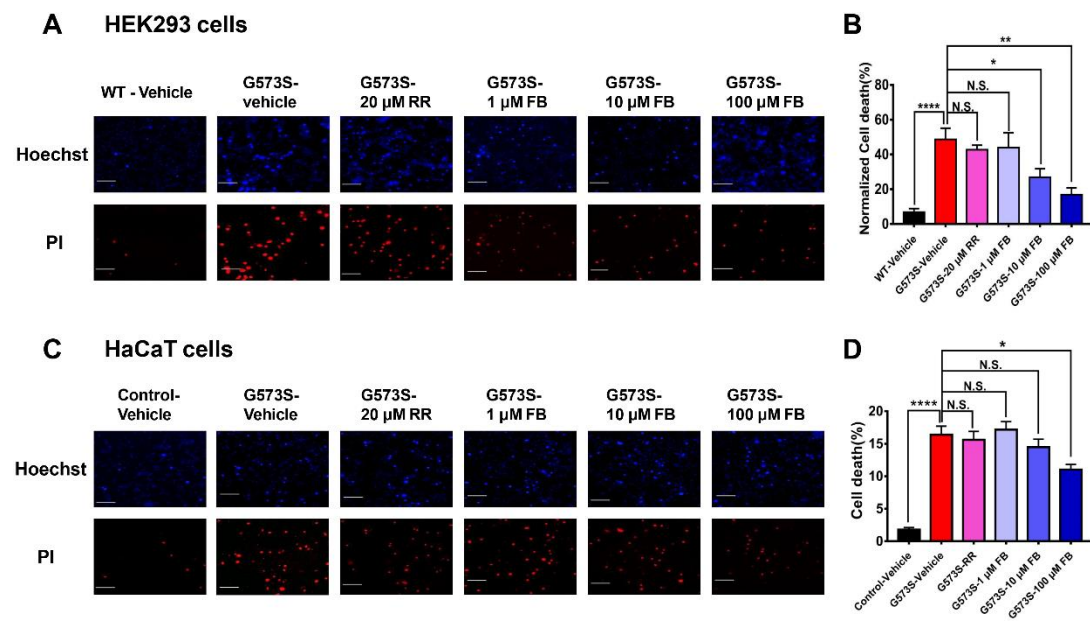 A HEK293 cells
WT - Vehicle
G573S-
vehicle
G573S-
20 µM RR
G573S-
1 µM FB
G573S-
10 µM FB
G573S-
100 µM FB
Hoechst
PI
B
**
*
N.S.
**** N.S.
Normalized Cell death(%)
80
60
40
20
0
WT-Vehicle
G573S-Vehicle
G573S-20 µM RR
G573S-1 µM FB
G573S-10 µM FB
G573S-100 µM FB
C HaCaT cells
Control-
Vehicle
G573S-
Vehicle
G573S-
20 µM RR
G573S-
1 µM FB
G573S-
10 µM FB
G573S-
100 µM FB
Hoechst
PI
D
*
N.S.
N.S.
**** N.S.
Cell death(%)
20
15
10
5
0
Control-Vehicle
G573S-Vehicle
G573S-RR
G573S-1 µM FB
G573S-10 µM FB
G573S-100 µM FB